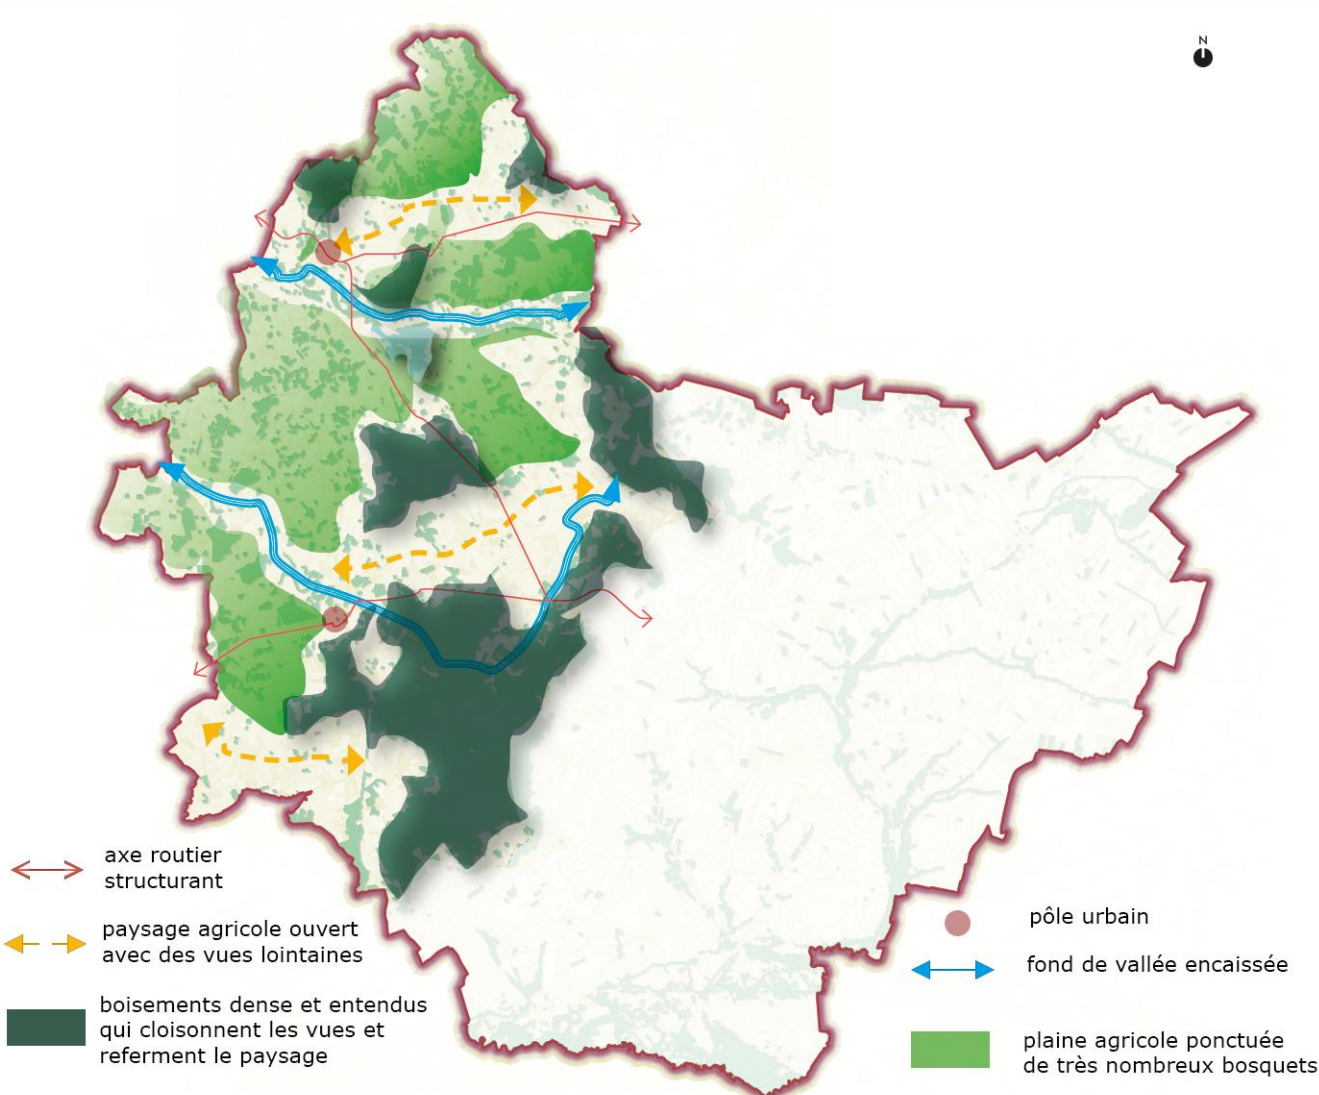 N
axe routier
structurant
paysage agricole ouvert
avec des vues lointaines
boisements dense et entendus
qui cloisonnent les vues et
referment le paysage
pôle urbain
fond de vallée encaissée
plaine agricole ponctuée
de très nombreux bosquets